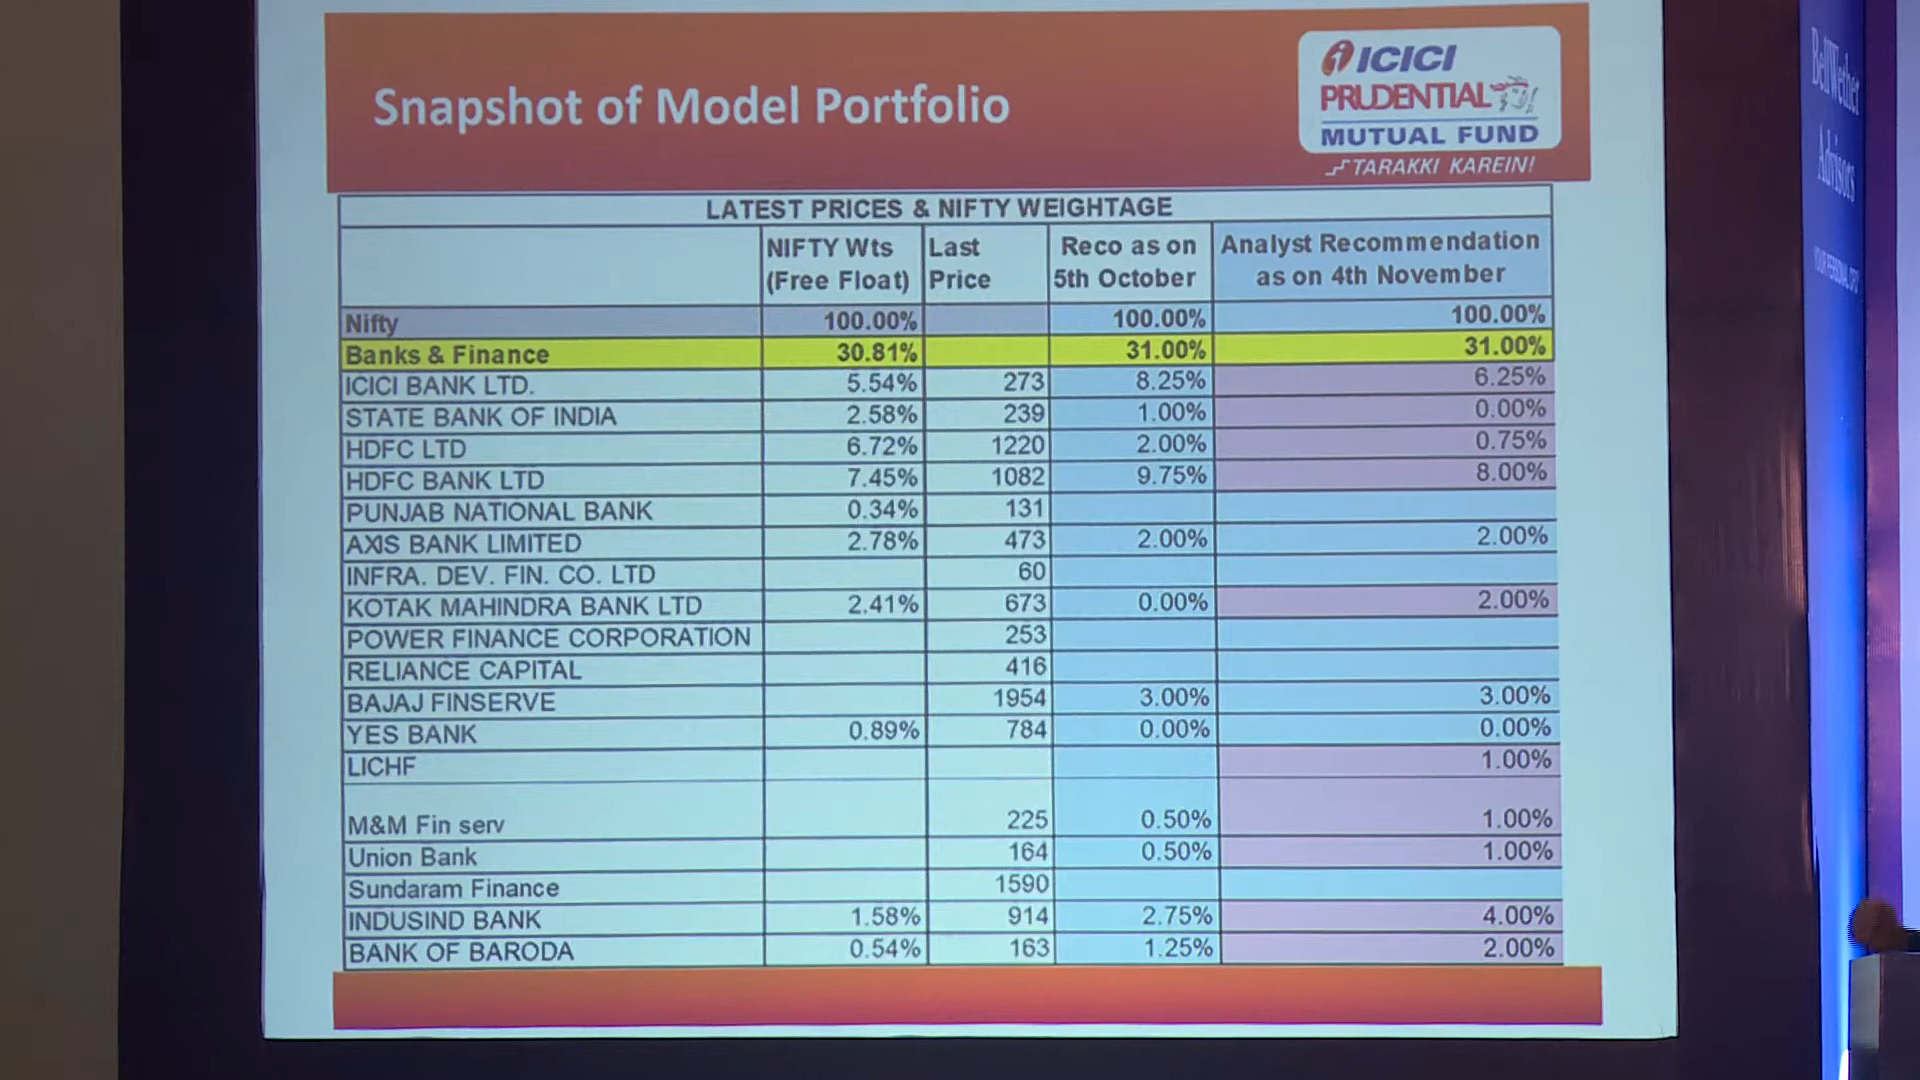 Snapshot of Model Portfolio
ICICI
PRUDENTIAL
MUTUAL FUND
TARAKKI KAREIN!
LATEST PRICES & NIFTY WEIGHTAGE
NIFTY Wts (Free Float) Last Price Reco as on 5th October Analyst Recommendation as on 4th November
Nifty 100.00% 100.00% 100.00%
Banks & Finance 30.81% 31.00% 31.00%
ICICI BANK LTD. 5.54% 273 8.25% 6.25%
STATE BANK OF INDIA 2.58% 239 1.00% 0.00%
HDFC LTD 6.72% 1220 2.00% 0.75%
HDFC BANK LTD 7.45% 1082 9.75% 8.00%
PUNJAB NATIONAL BANK 0.34% 131
AXIS BANK LIMITED 2.78% 473 2.00% 2.00%
INFRA. DEV. FIN. CO. LTD 60
KOTAK MAHINDRA BANK LTD 2.41% 673 0.00% 2.00%
POWER FINANCE CORPORATION 253
RELIANCE CAPITAL 416
BAJAJ FINSERVE 1954 3.00% 3.00%
YES BANK 0.89% 784 0.00% 0.00%
LICHF 1.00%
M&M Fin serv 225 0.50% 1.00%
Union Bank 164 0.50% 1.00%
Sundaram Finance 1590
INDUSIND BANK 1.58% 914 2.75% 4.00%
BANK OF BARODA 0.54% 163 1.25% 2.00%
BellWether
Advisors